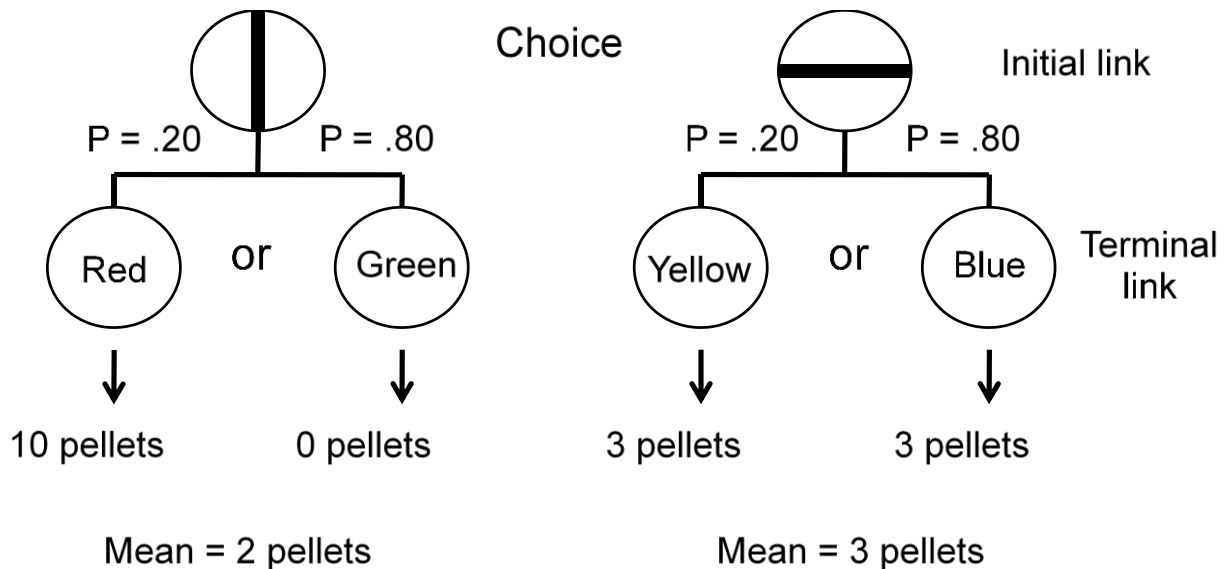 Choice
Initial link
P = .20
P = .80
P = .20
P = .80
Red
or
Green
Yellow
or
Blue
Terminal
link
10 pellets
0 pellets
3 pellets
3 pellets
Mean = 2 pellets
Mean = 3 pellets